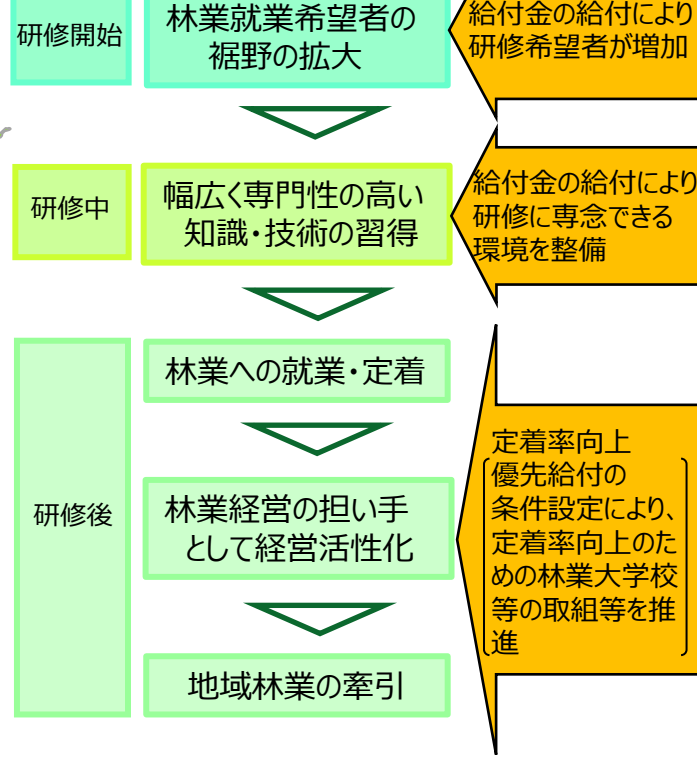 研修開始
林業就業希望者の
裾野の拡大
給付金の給付により
研修希望者が増加
研修中
幅広く専門性の高い
知識・技術の習得
給付金の給付により
研修に専念できる
環境を整備
研修後
林業への就業・定着
林業経営の担い手
として経営活性化
地域林業の牽引
定着率向上
優先給付の
条件設定により、
定着率向上のた
めの林業大学校
等の取組等を推
進